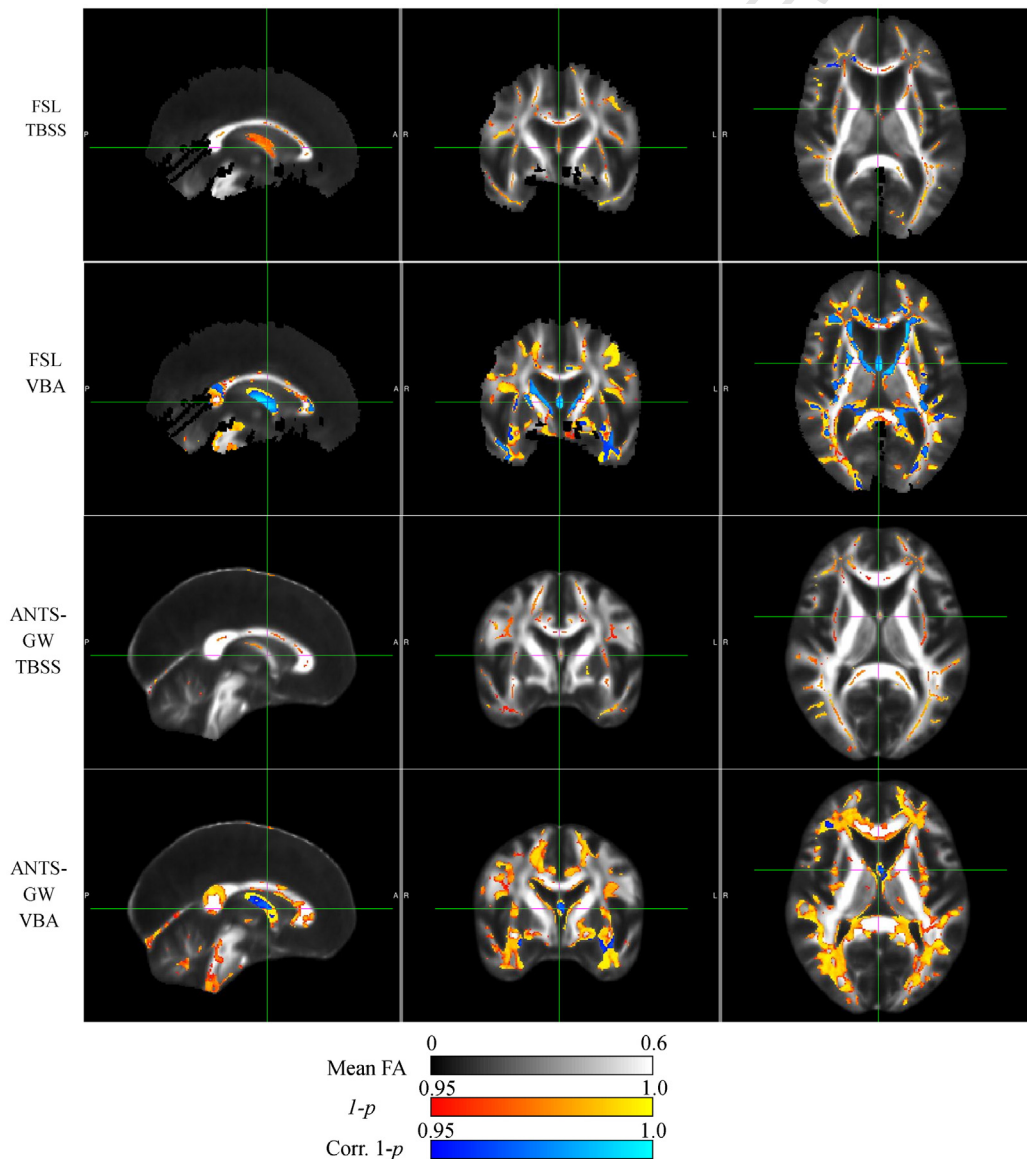 FSL
TBSS
P A R L R
FSL
VBA
P A R L R
ANTS-
GW
TBSS
P A R L R
ANTS-
GW
VBA
P A R L R
0 0.6
Mean FA
0.95 1.0
1-p
0.95 1.0
Corr. 1-p